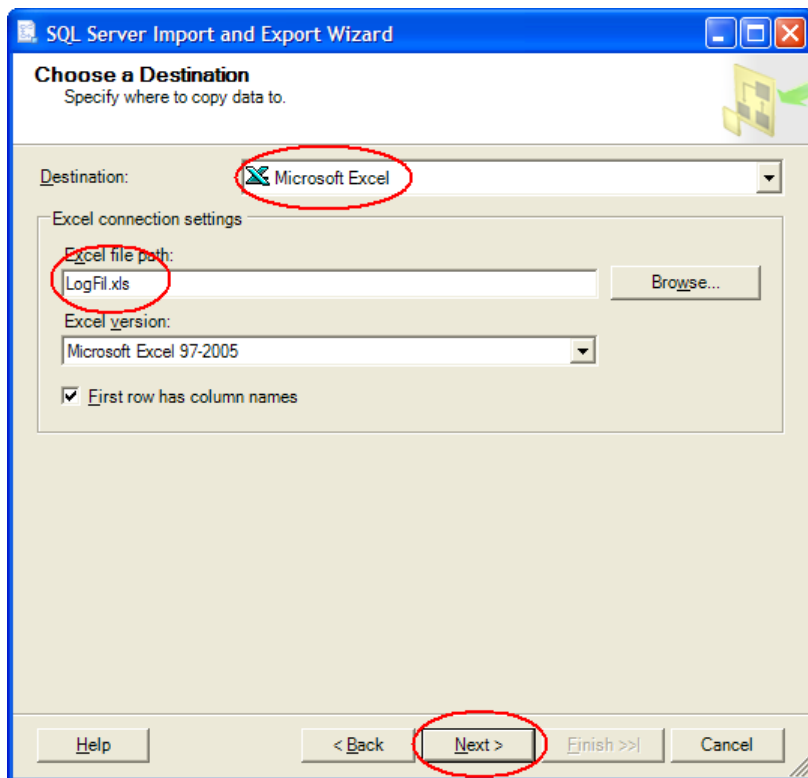 SQL Server Import and Export Wizard
Choose a Destination
Specify where to copy data to.
Destination: Microsoft Excel
Excel connection settings
Excel file path:
LogFil.xls Browse...
Excel version:
Microsoft Excel 97-2005
First row has column names
Help < Back Next > Finish >>| Cancel